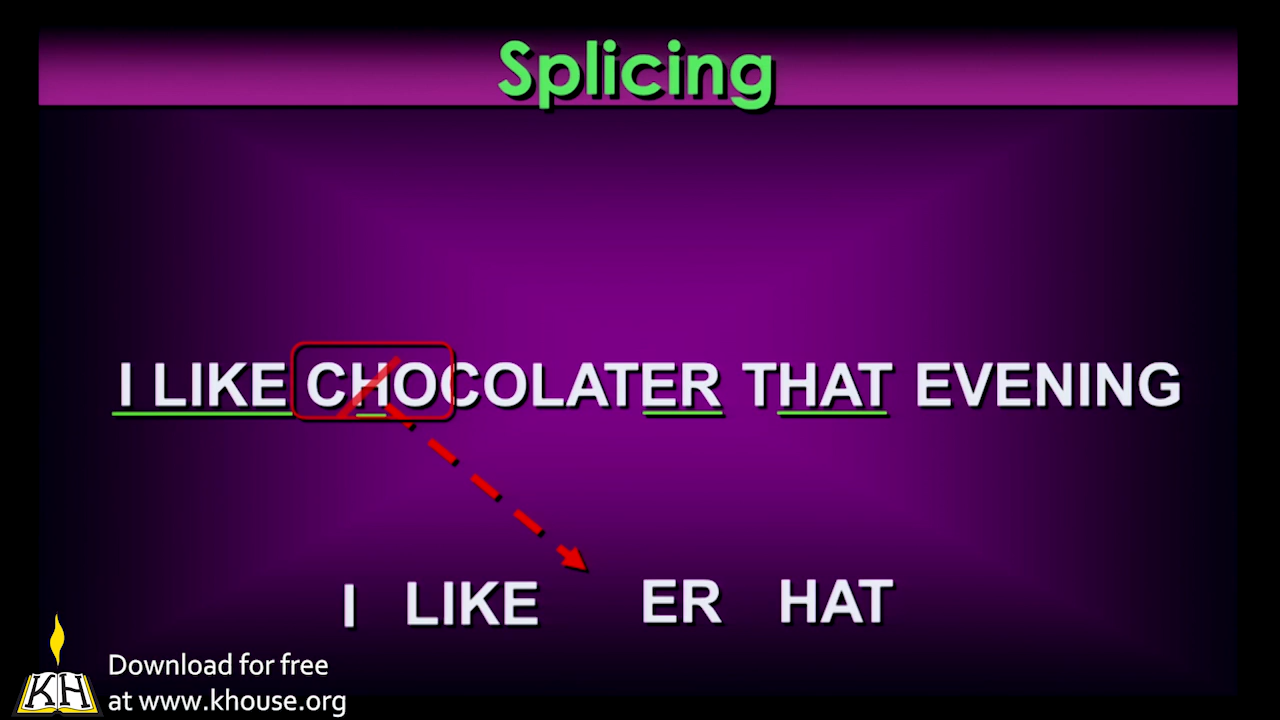 Splicing
I LIKE CHOCOLATER THAT EVENING
I LIKE ER HAT
KH
Download for free
at www.khouse.org